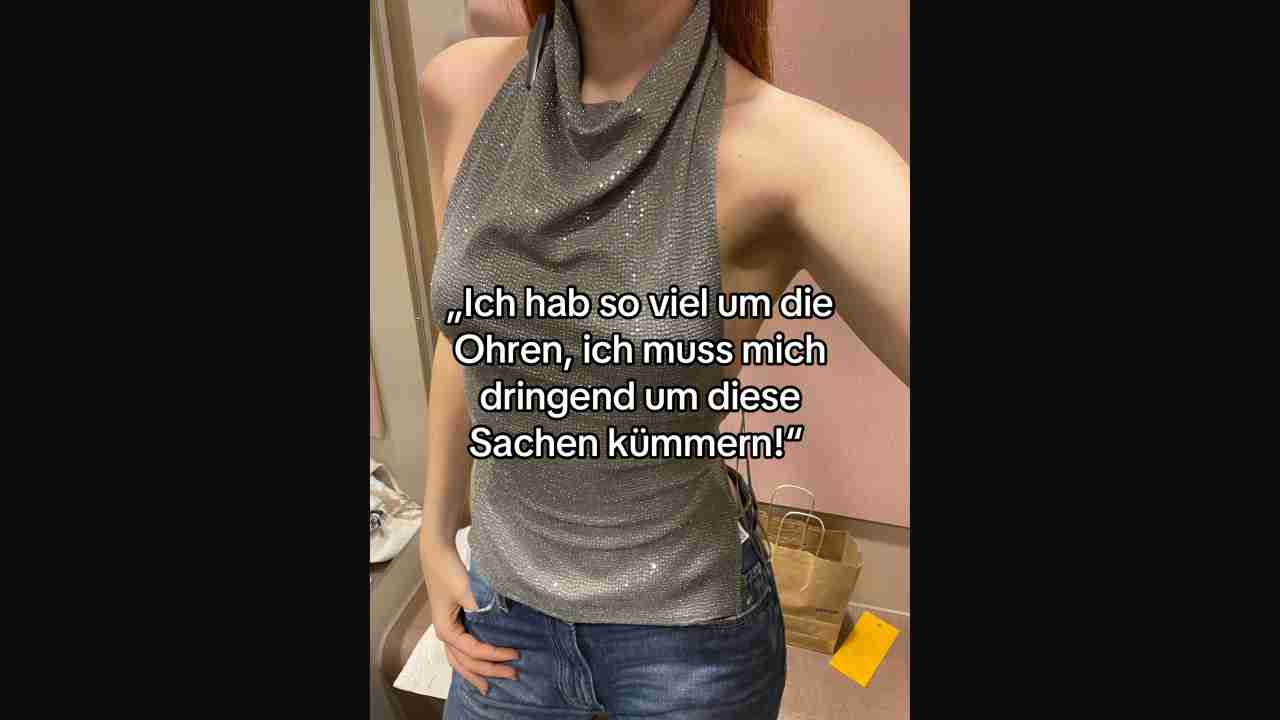 „Ich hab so viel um die
Ohren, ich muss mich
dringend um diese
Sachen kümmern!“